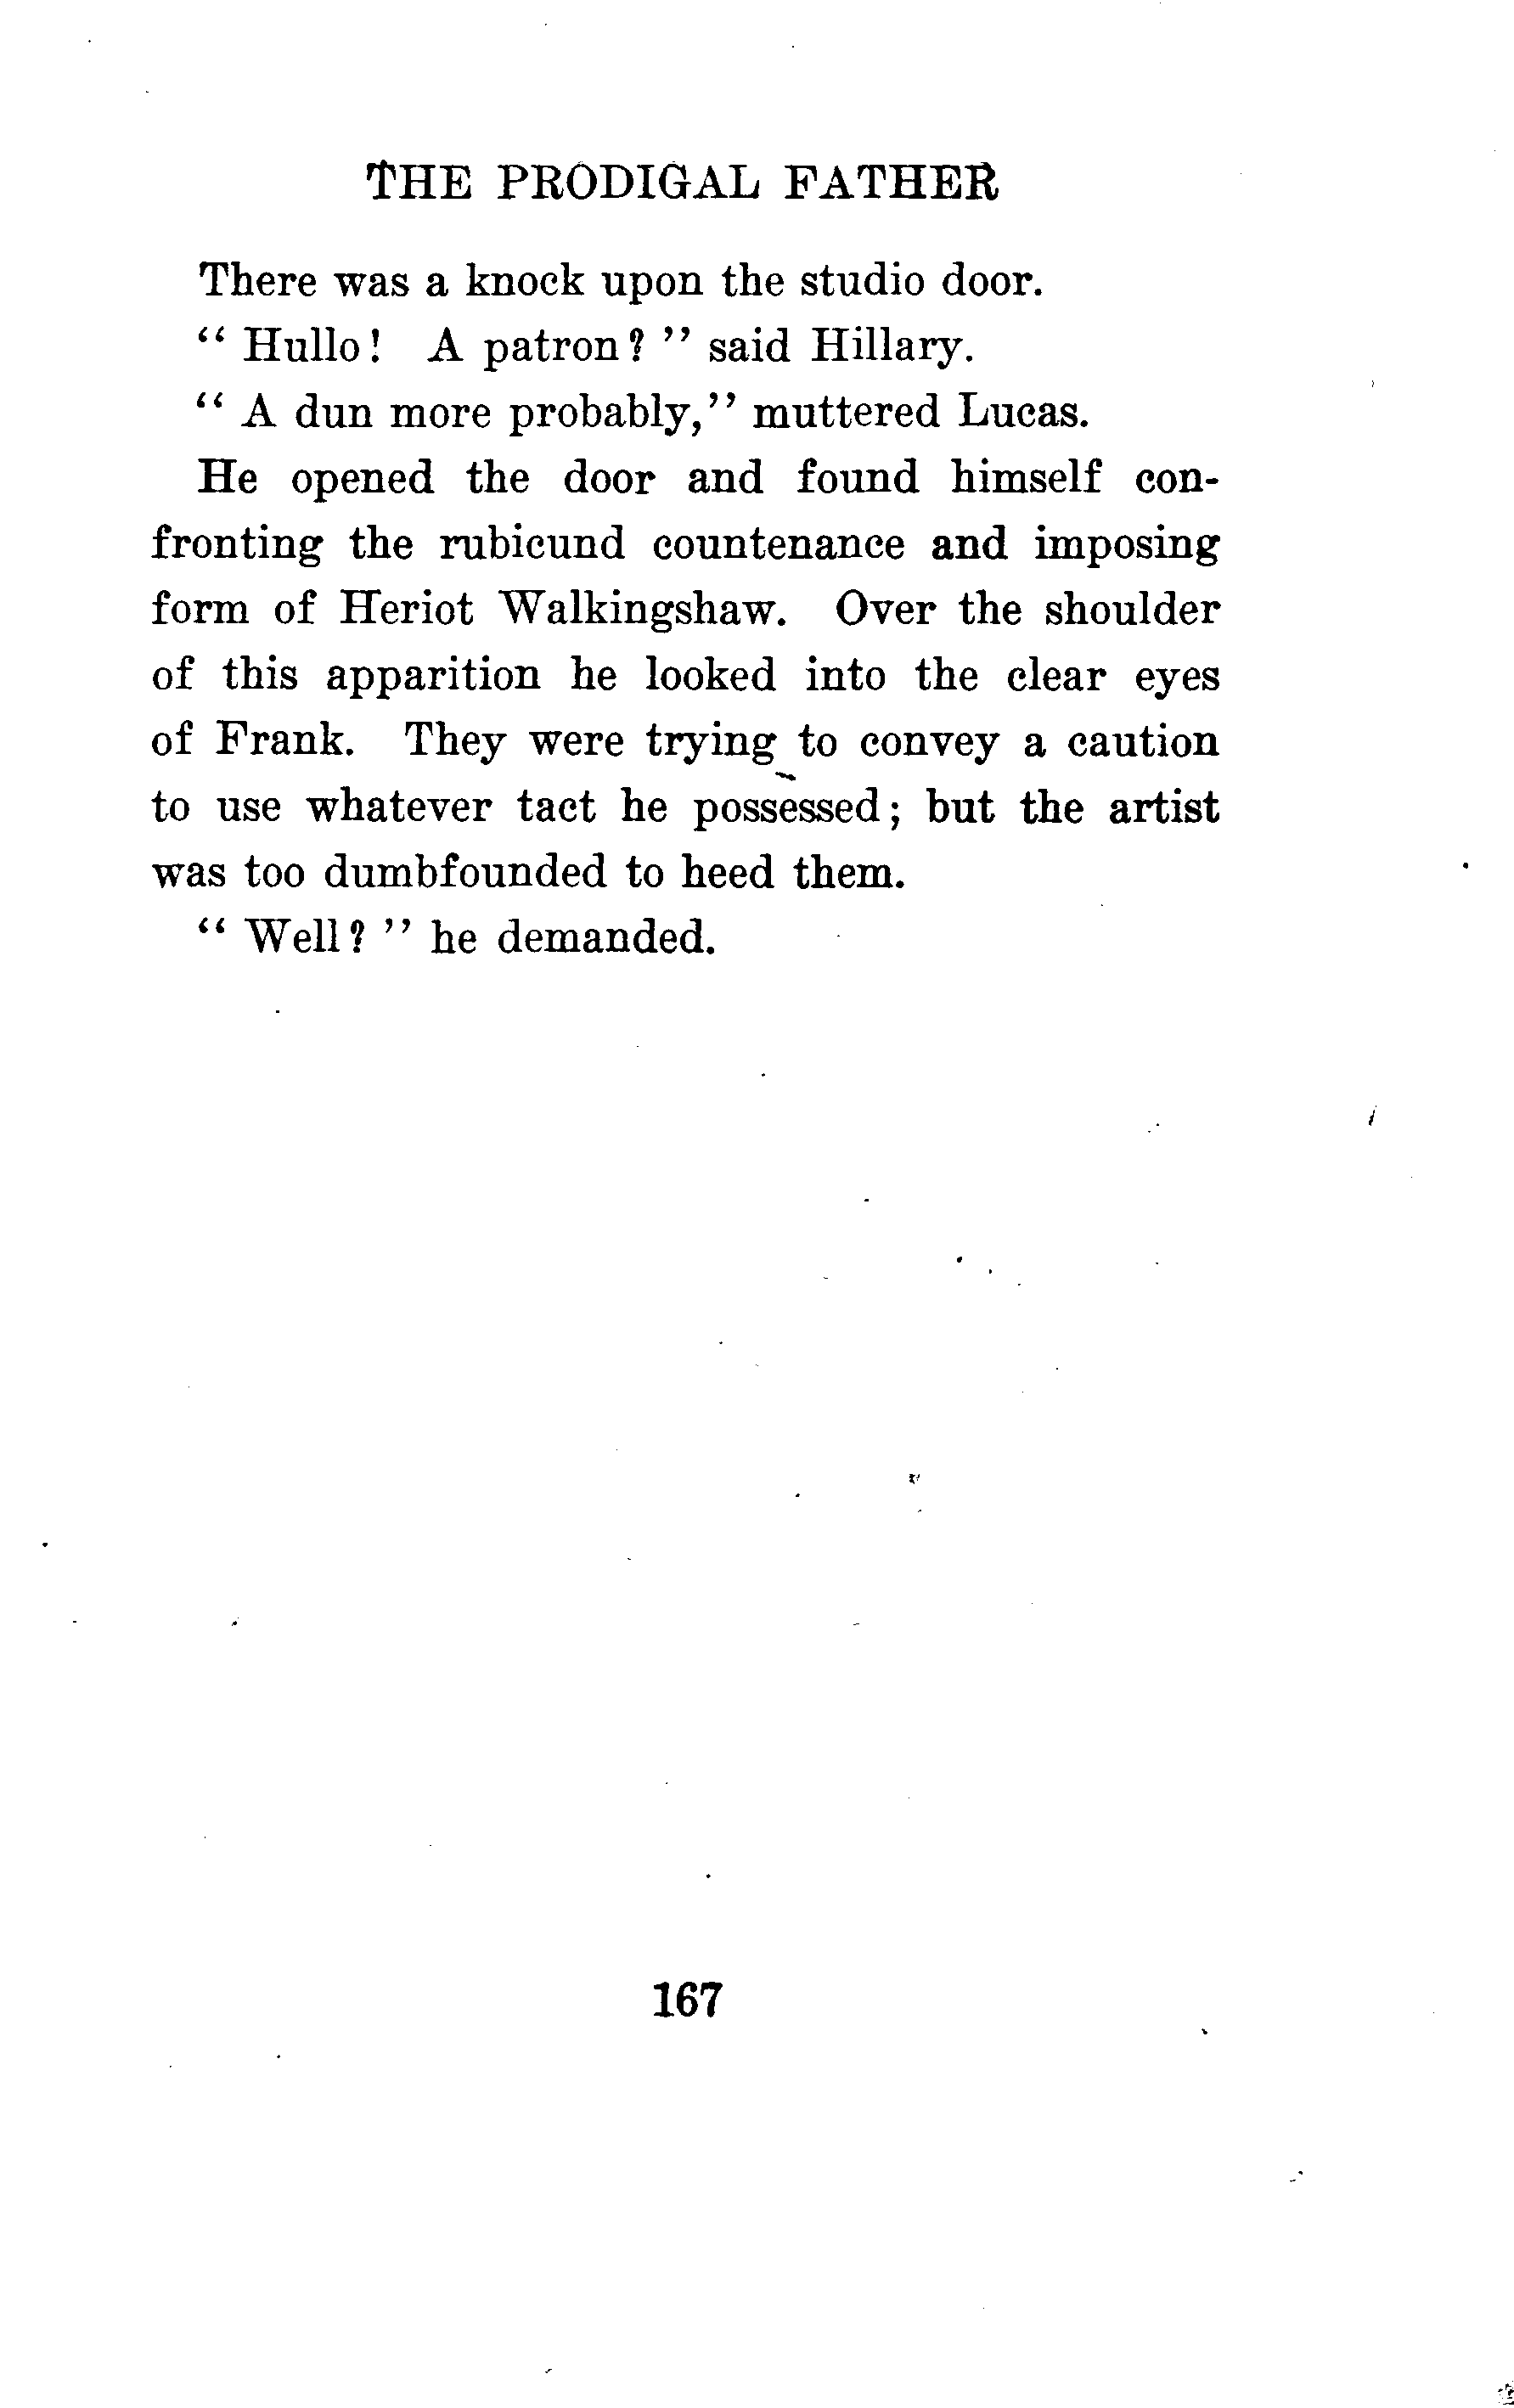 THE PRODIGAL FATHER
There was a knock upon the studio door.
“ Hullo! A patron? ” said Hillary.
“ A dun more probably,” muttered Lucas.
He opened the door and found himself con-
fronting the rubicund countenance and imposing
form of Heriot Walkingshaw. Over the shoulder
of this apparition he looked into the clear eyes
of Frank. They were trying to convey a caution
to use whatever tact he possessed; but the artist
was too dumbfounded to heed them.
“ Well? ” he demanded.
167